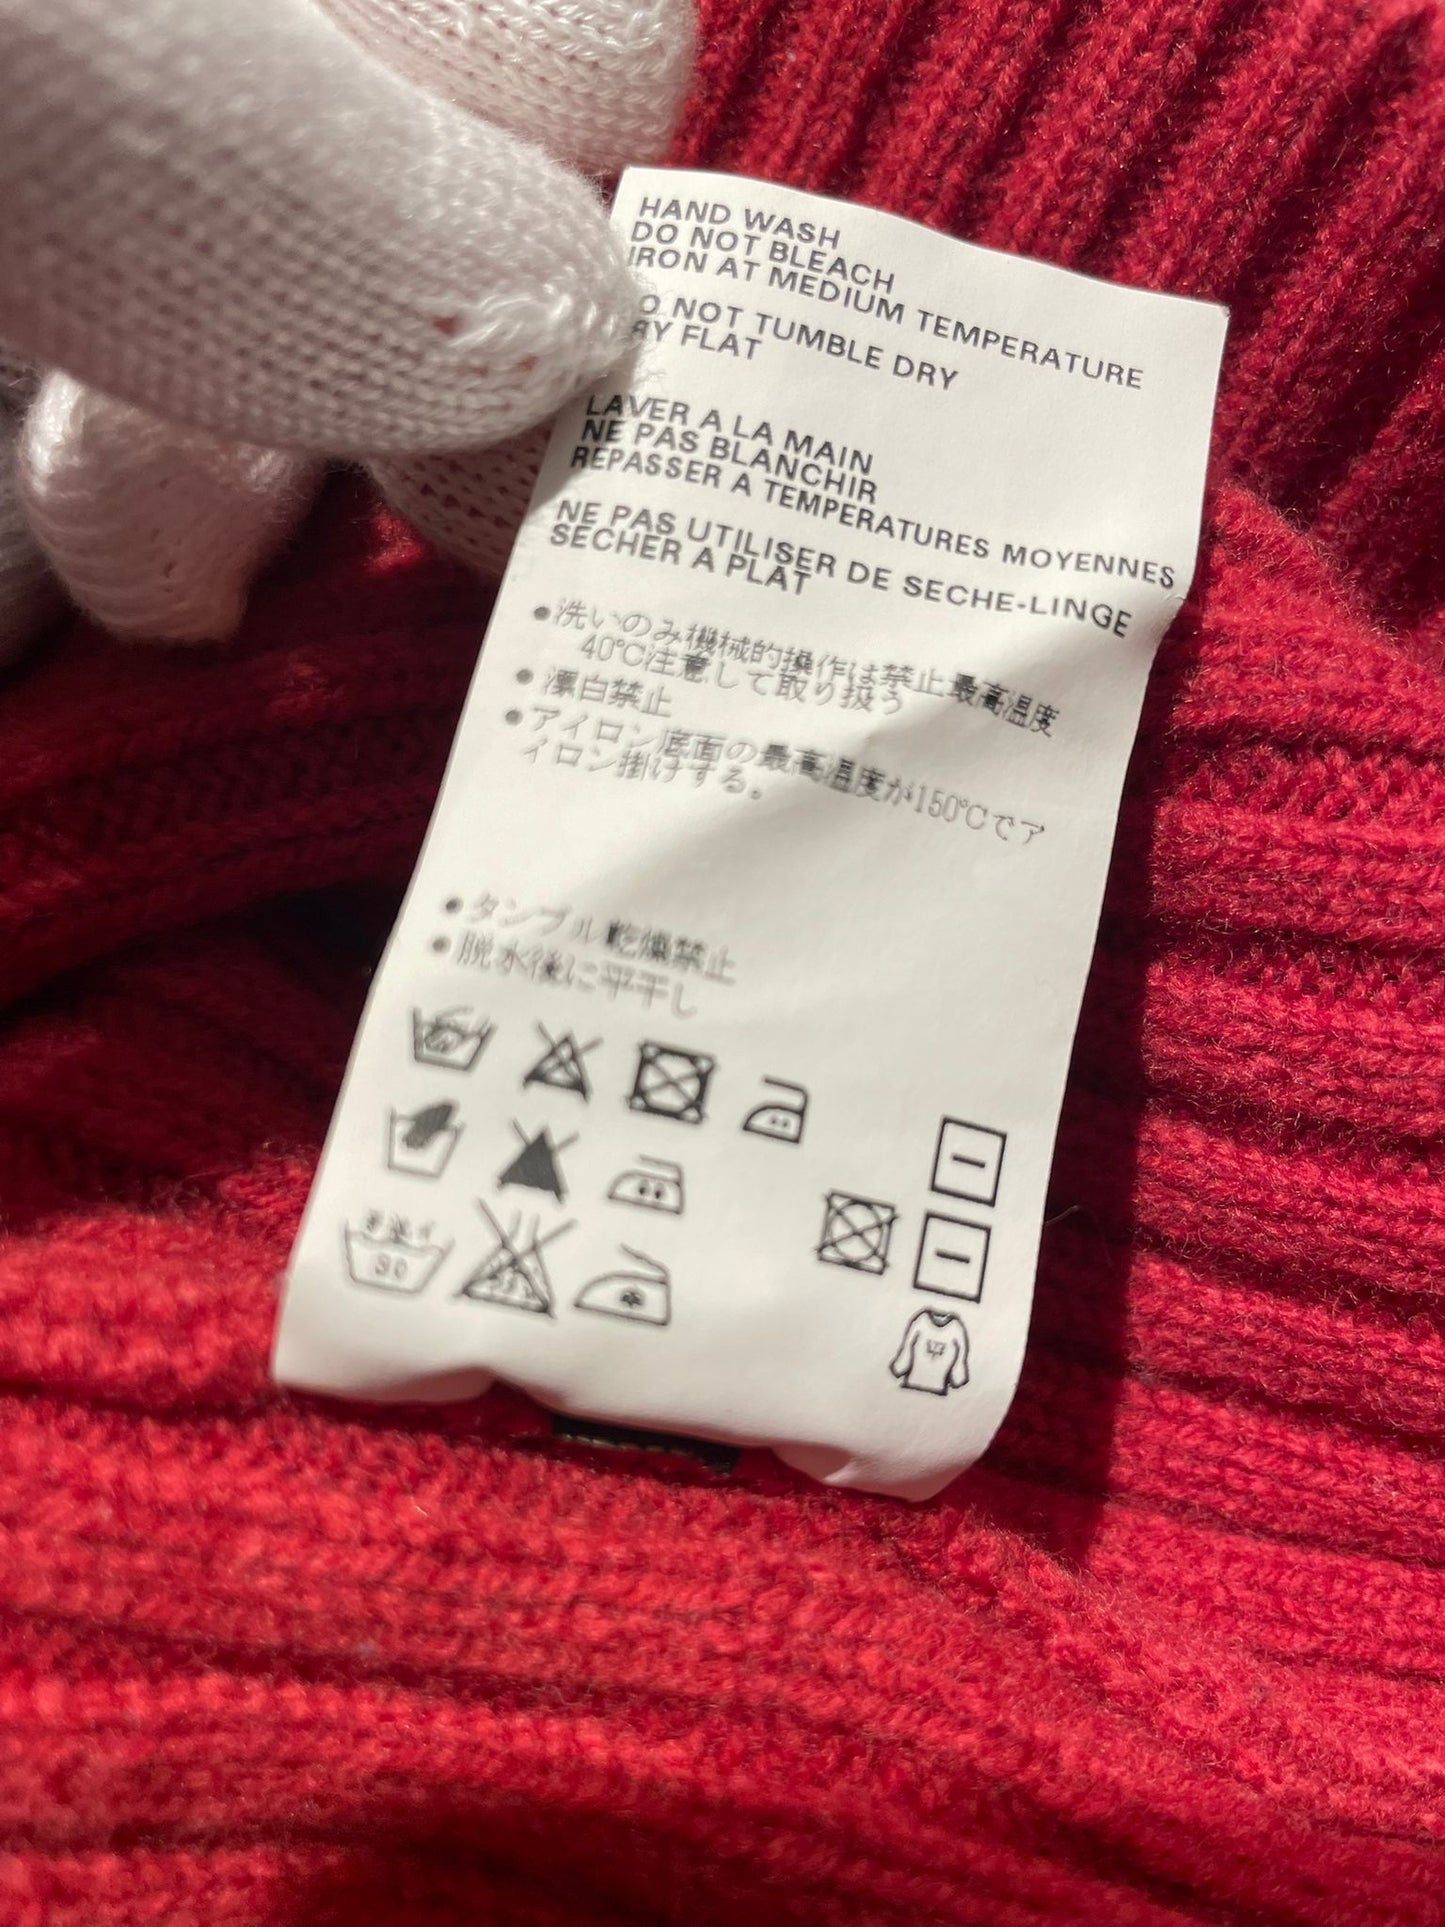 HAND WASH
DO NOT BLEACH
IRON AT MEDIUM TEMPERATURE
O NOT TUMBLE DRY
RY FLAT
LAVER A LA MAIN
NE PAS BLANCHIR
REPASSER A TEMPERATURES MOYENNES
NE PAS UTILISER DE SECHE-LINGE
SECHER A PLAT
●洗いのみ機械的操作は禁止最高温度
40℃注意して取り扱う
●漂白禁止
●アイロン底面の最高温度が150℃でア
イロン掛けする。
●タンブル乾燥禁止
●脱水後に平干し
手洗イ
30